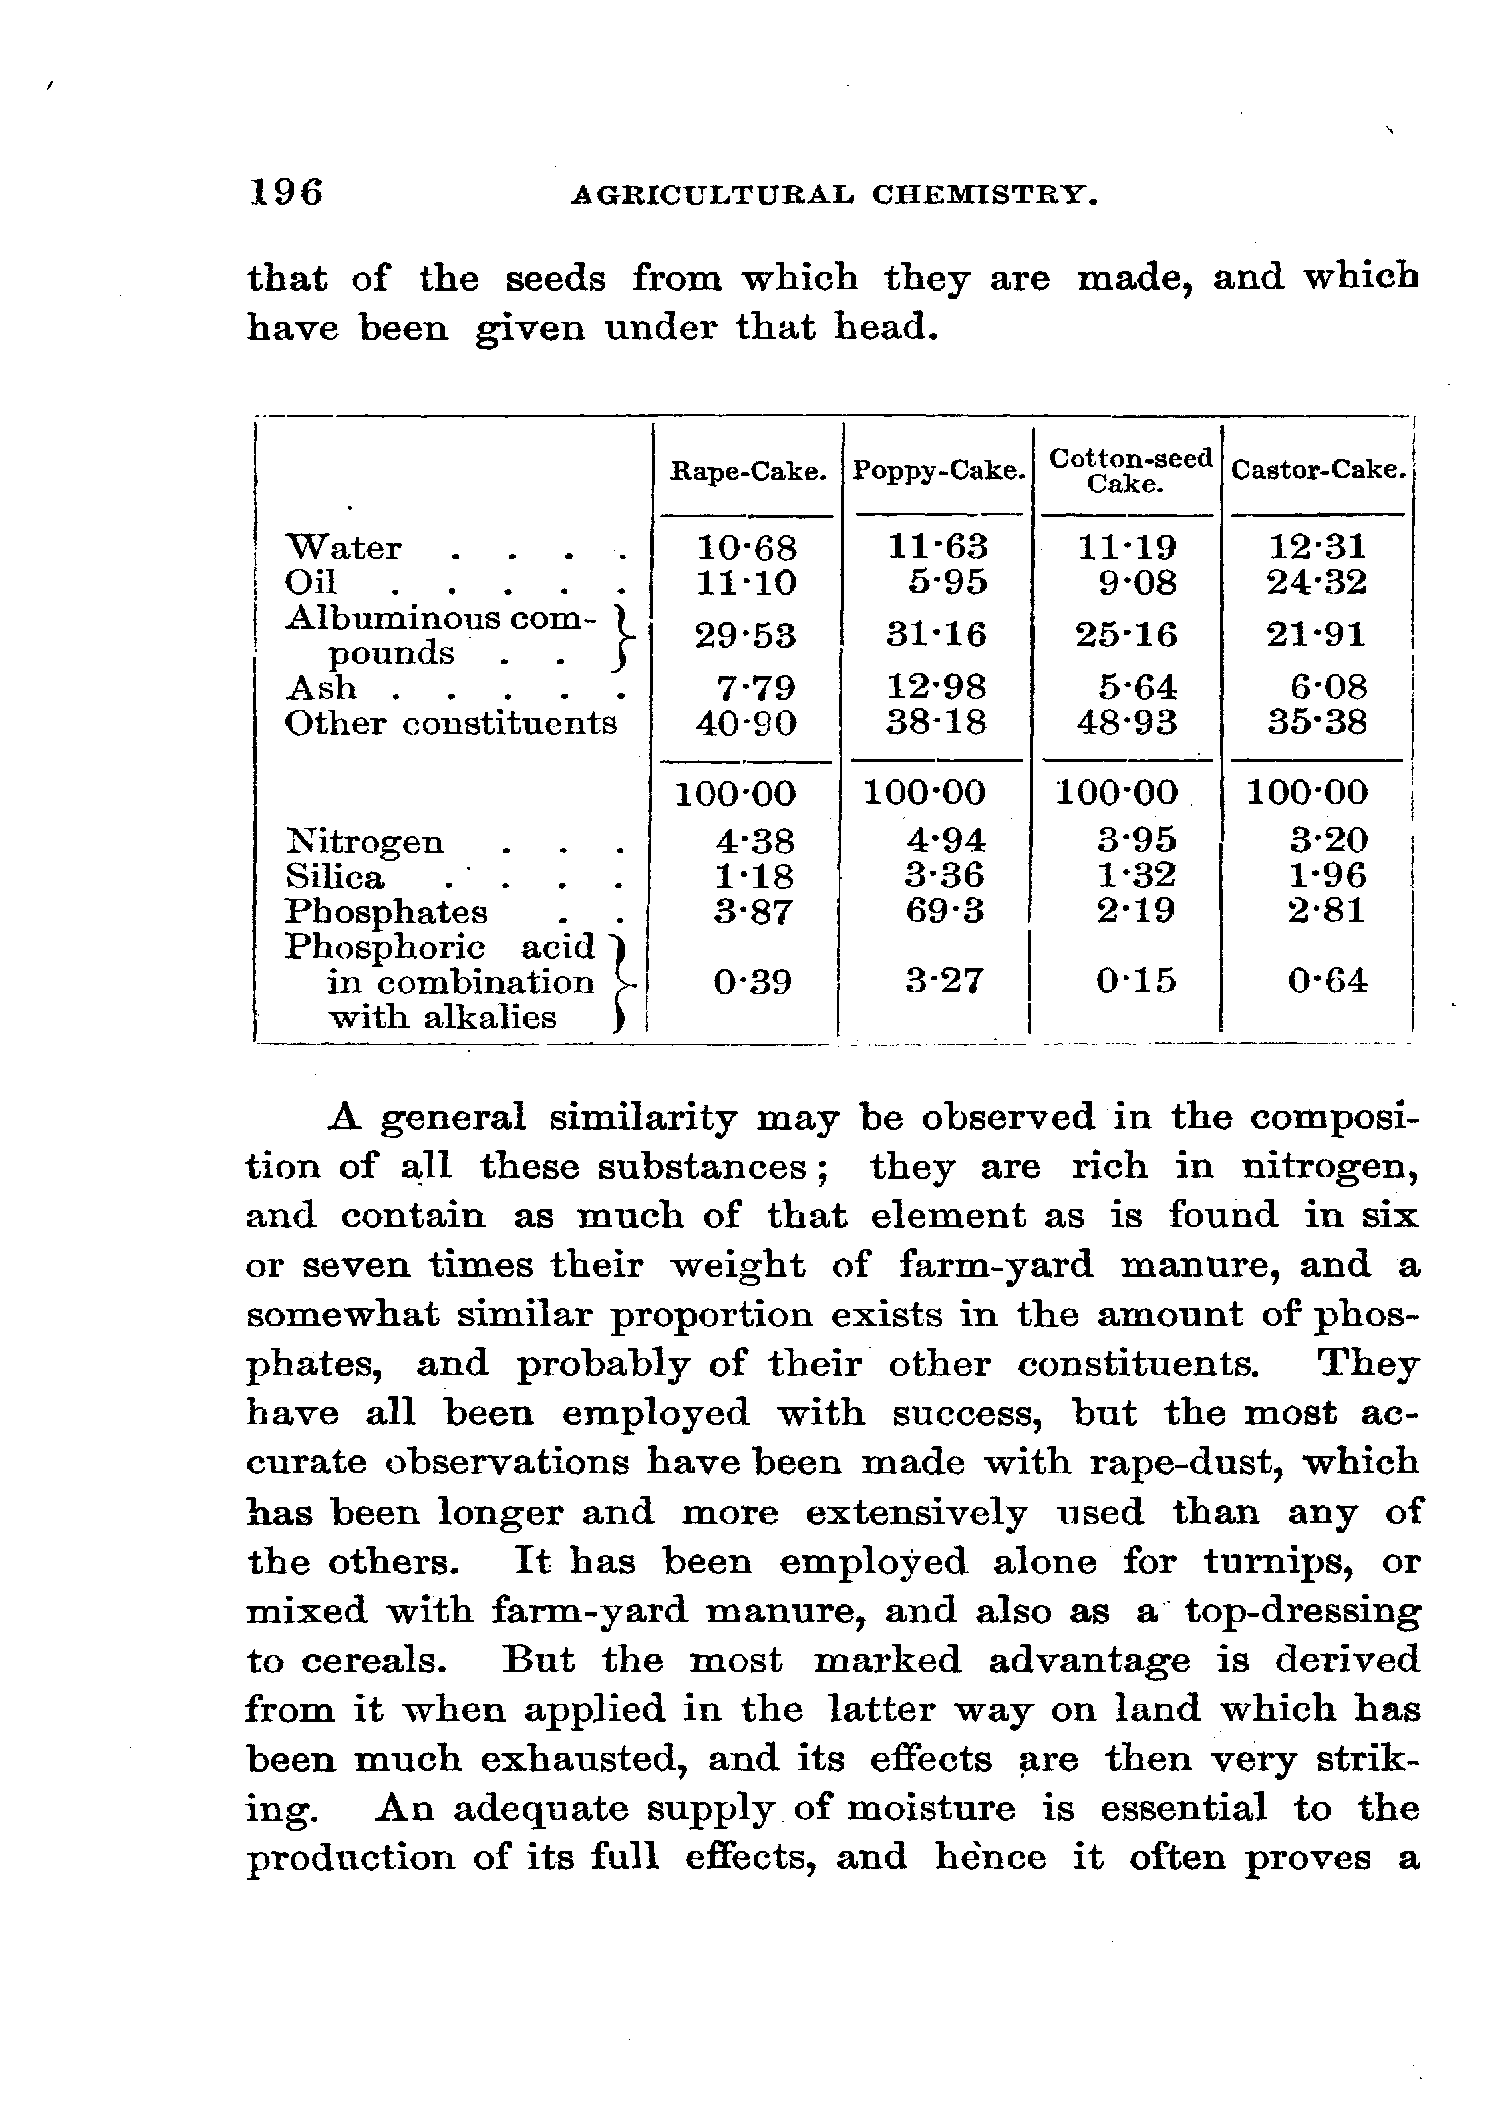 196 AGRICULTURAL CHEMISTRY.
that of the seeds from which they are made, and which
have been given under that head.
Rape-Cake. Poppy-Cake. Cotton-seed Cake. Castor-Cake.
Water . . . . 10·68 11·63 11·19 12·31
Oil . . . . . 11·10 5·95 9·08 24·32
Albuminous com-
pounds . . } 29·53 31·16 25·16 21·91
Ash . . . . . 7·79 12·98 5·64 6·08
Other constituents 40·90 38·18 48·93 35·38
100·00 100·00 100·00 100·00
Nitrogen . . . 4·38 4·94 3·95 3·20
Silica . . . . 1·18 3·36 1·32 1·96
Phosphates . . 3·87 69·3 2·19 2·81
Phosphoric acid
in combination } 0·39 3·27 0·15 0·64
with alkalies
A general similarity may be observed in the composi-
tion of all these substances; they are rich in nitrogen,
and contain as much of that element as is found in six
or seven times their weight of farm-yard manure, and a
somewhat similar proportion exists in the amount of phos-
phates, and probably of their other constituents. They
have all been employed with success, but the most ac-
curate observations have been made with rape-dust, which
has been longer and more extensively used than any of
the others. It has been employed alone for turnips, or
mixed with farm-yard manure, and also as a top-dressing
to cereals. But the most marked advantage is derived
from it when applied in the latter way on land which has
been much exhausted, and its effects are then very strik-
ing. An adequate supply of moisture is essential to the
production of its full effects, and hence it often proves a